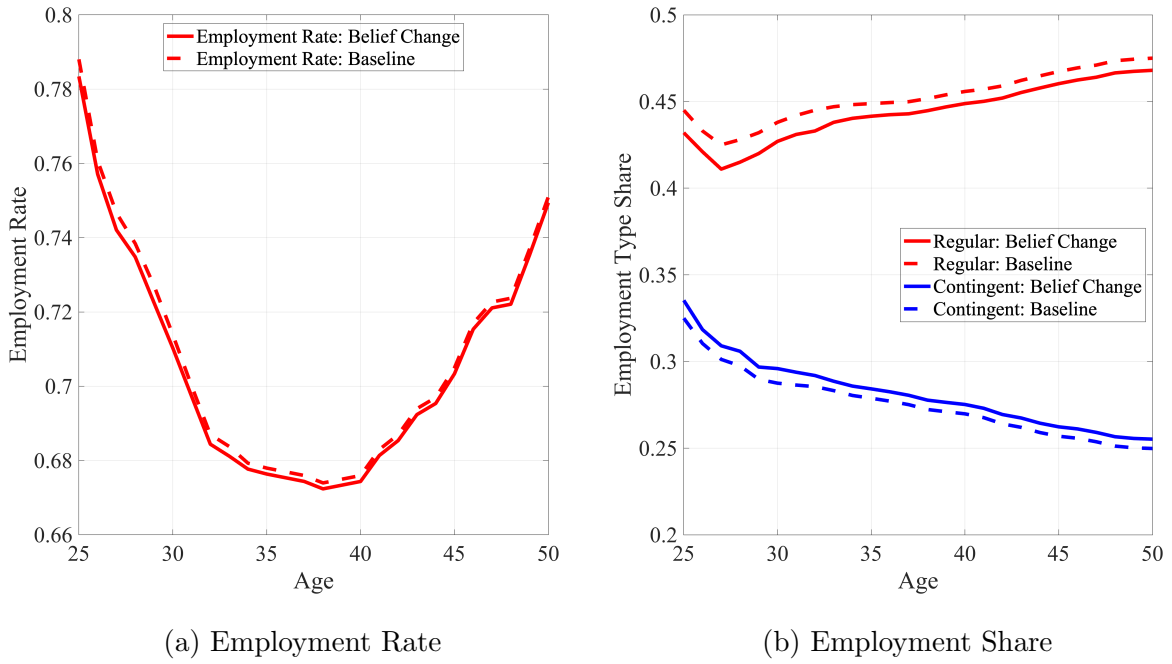 0.8
0.78
0.76
0.74
0.72
0.7
0.68
0.66
Employment Rate
Employment Rate: Belief Change
Employment Rate: Baseline
25 30 35 40 45 50
Age
(a) Employment Rate
0.5
0.45
0.4
0.35
0.3
0.25
0.2
Employment Type Share
Regular: Belief Change
Regular: Baseline
Contingent: Belief Change
Contingent: Baseline
25 30 35 40 45 50
Age
(b) Employment Share